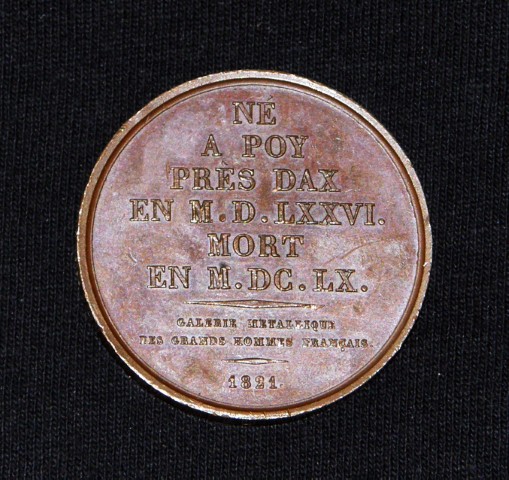 NÉ
A POY
PRÈS DAX
EN M.D.LXXVI.
MORT
EN M.DC.LX.
GALERIE METALLIQUE
DES GRANDS HOMMES FRANÇAIS
1821.